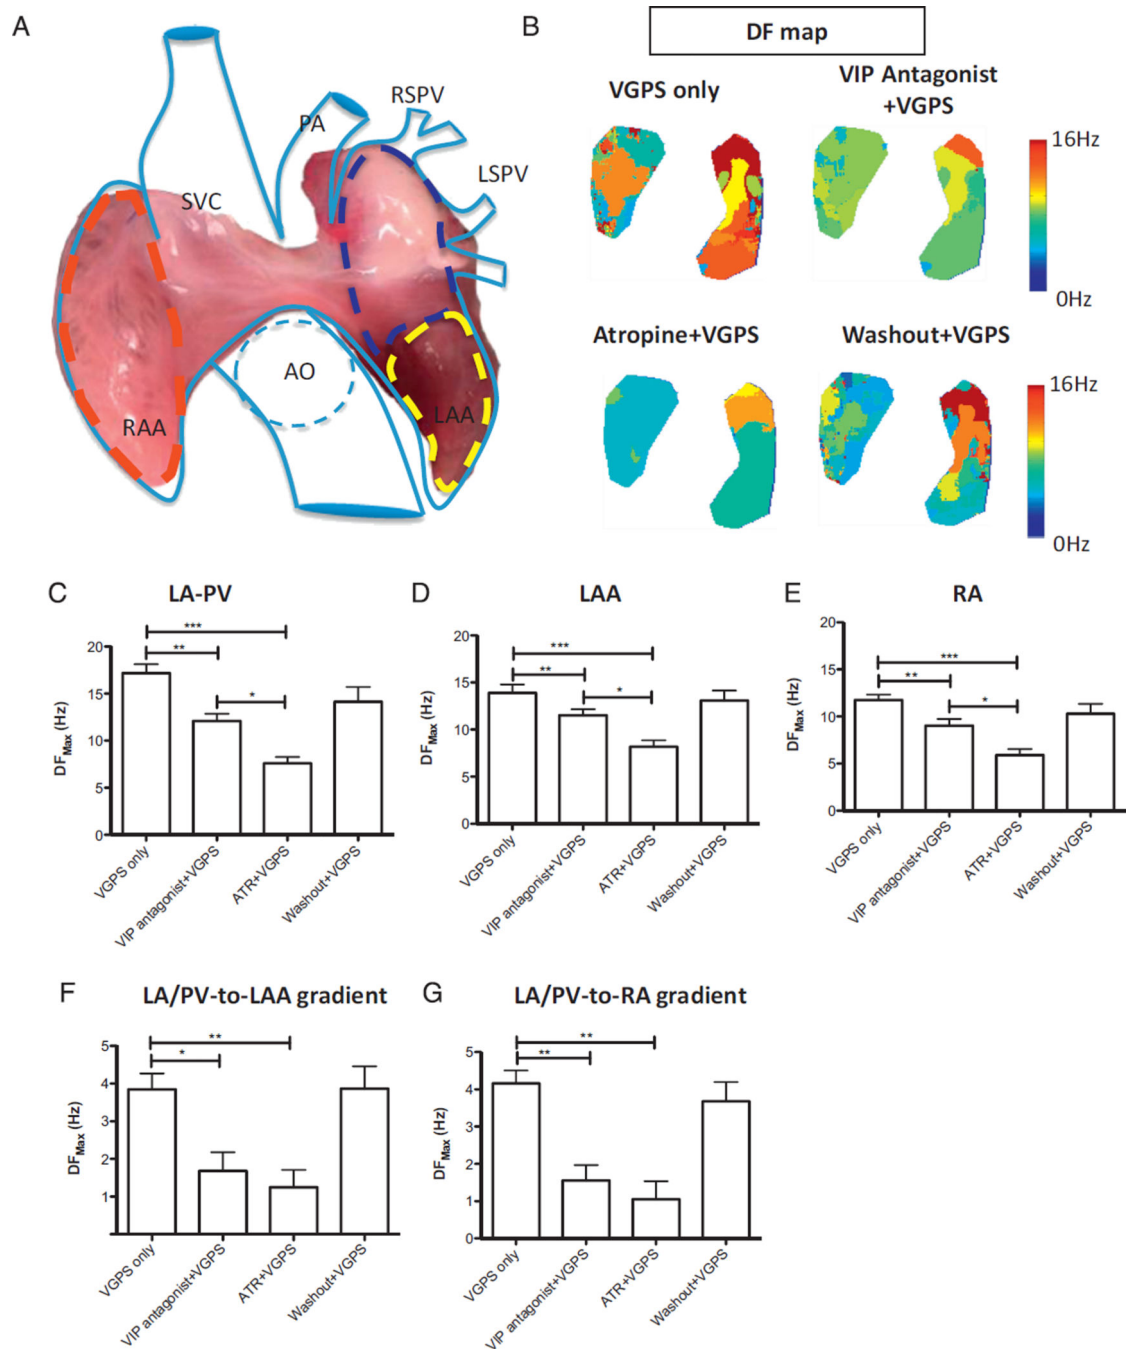 A
PA
RSPV
LSPV
SVC
AO
RAA
LAA
B
DF map
VGPS only
VIP Antagonist
+VGPS
16Hz
0Hz
Atropine+VGPS
Washout+VGPS
16Hz
0Hz
C
LA-PV
DFMax (Hz)
20
15
10
5
0
***
**
*
VGPS only
VIP antagonist+VGPS
ATR+VGPS
Washout+VGPS
D
LAA
DFMax (Hz)
20
15
10
5
0
***
**
*
VGPS only
VIP antagonist+VGPS
ATR+VGPS
Washout+VGPS
E
RA
DFMax (Hz)
20
15
10
5
0
***
**
*
VGPS only
VIP antagonist+VGPS
ATR+VGPS
Washout+VGPS
F
LA/PV-to-LAA gradient
DFMax (Hz)
5
4
3
2
1
**
*
VGPS only
VIP antagonist+VGPS
ATR+VGPS
Washout+VGPS
G
LA/PV-to-RA gradient
DFMax (Hz)
5
4
3
2
1
0
**
**
VGPS only
VIP antagonist+VGPS
ATR+VGPS
Washout+VGPS